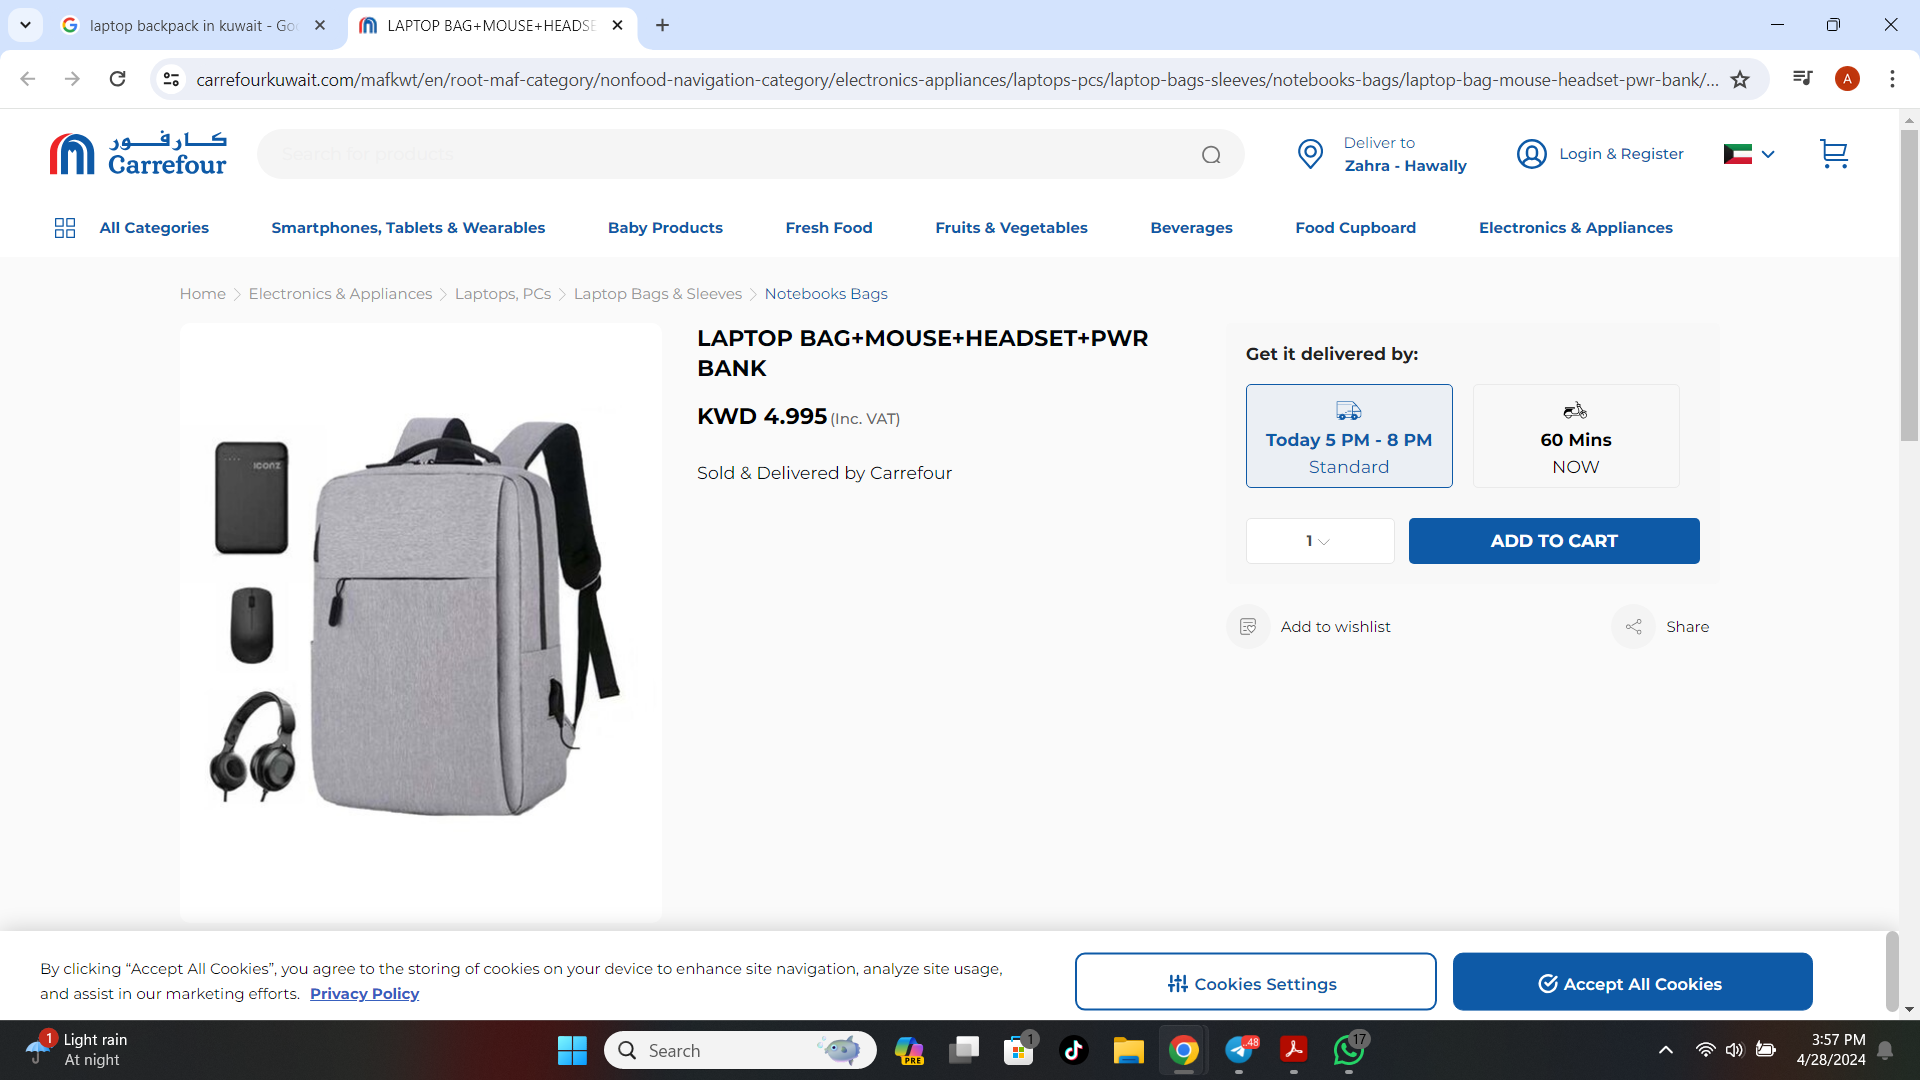 laptop backpack in kuwait - Goo
LAPTOP BAG+MOUSE+HEADSE
carrefourkuwait.com/mafkwt/en/root-maf-category/nonfood-navigation-category/electronics-appliances/laptops-pcs/laptop-bags-sleeves/notebooks-bags/laptop-bag-mouse-headset-pwr-bank/...
A
كارفور
Carrefour
Search for products
Deliver to
Zahra - Hawally
Login & Register
All Categories
Smartphones, Tablets & Wearables
Baby Products
Fresh Food
Fruits & Vegetables
Beverages
Food Cupboard
Electronics & Appliances
Home
Electronics & Appliances
Laptops, PCs
Laptop Bags & Sleeves
Notebooks Bags
ICONZ
LAPTOP BAG+MOUSE+HEADSET+PWR
BANK
KWD 4.995 (Inc. VAT)
Sold & Delivered by Carrefour
Get it delivered by:
Today 5 PM - 8 PM
Standard
60 Mins
NOW
1
ADD TO CART
Add to wishlist
Share
By clicking “Accept All Cookies”, you agree to the storing of cookies on your device to enhance site navigation, analyze site usage,
and assist in our marketing efforts. Privacy Policy
Cookies Settings
Accept All Cookies
1
Light rain
At night
Search
PRE
1
48
17
3:57 PM
4/28/2024